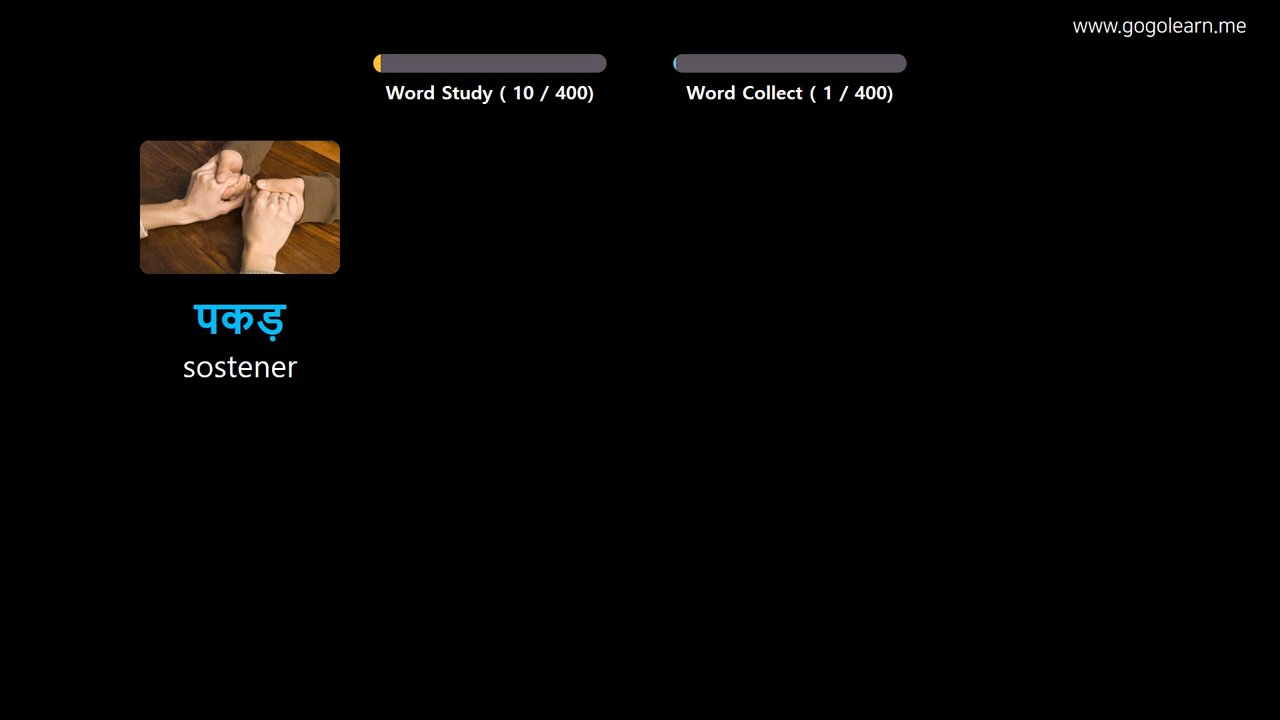 www.gogolearn.me
Word Study ( 10 / 400)
Word Collect ( 1 / 400)
पकड़
sostener